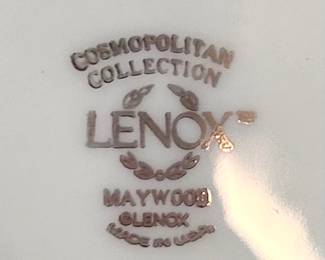 COSMOPOLITAN
COLLECTION
LENOX
MAYWOOD
©LENOX
MADE IN U.S.A.